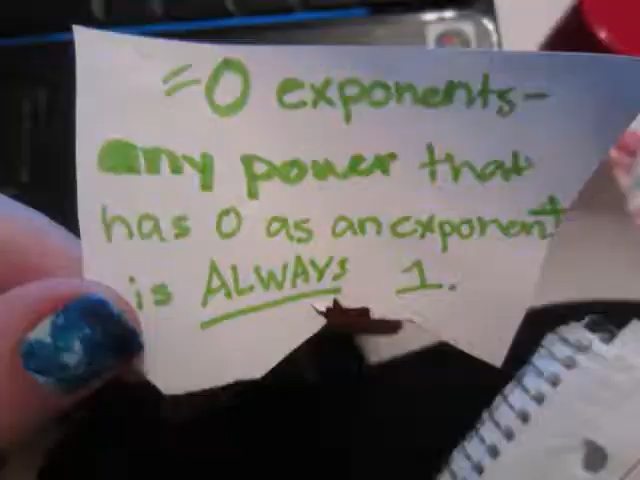 =0 exponents-
any power that
has 0 as an exponent
is ALWAYS 1.